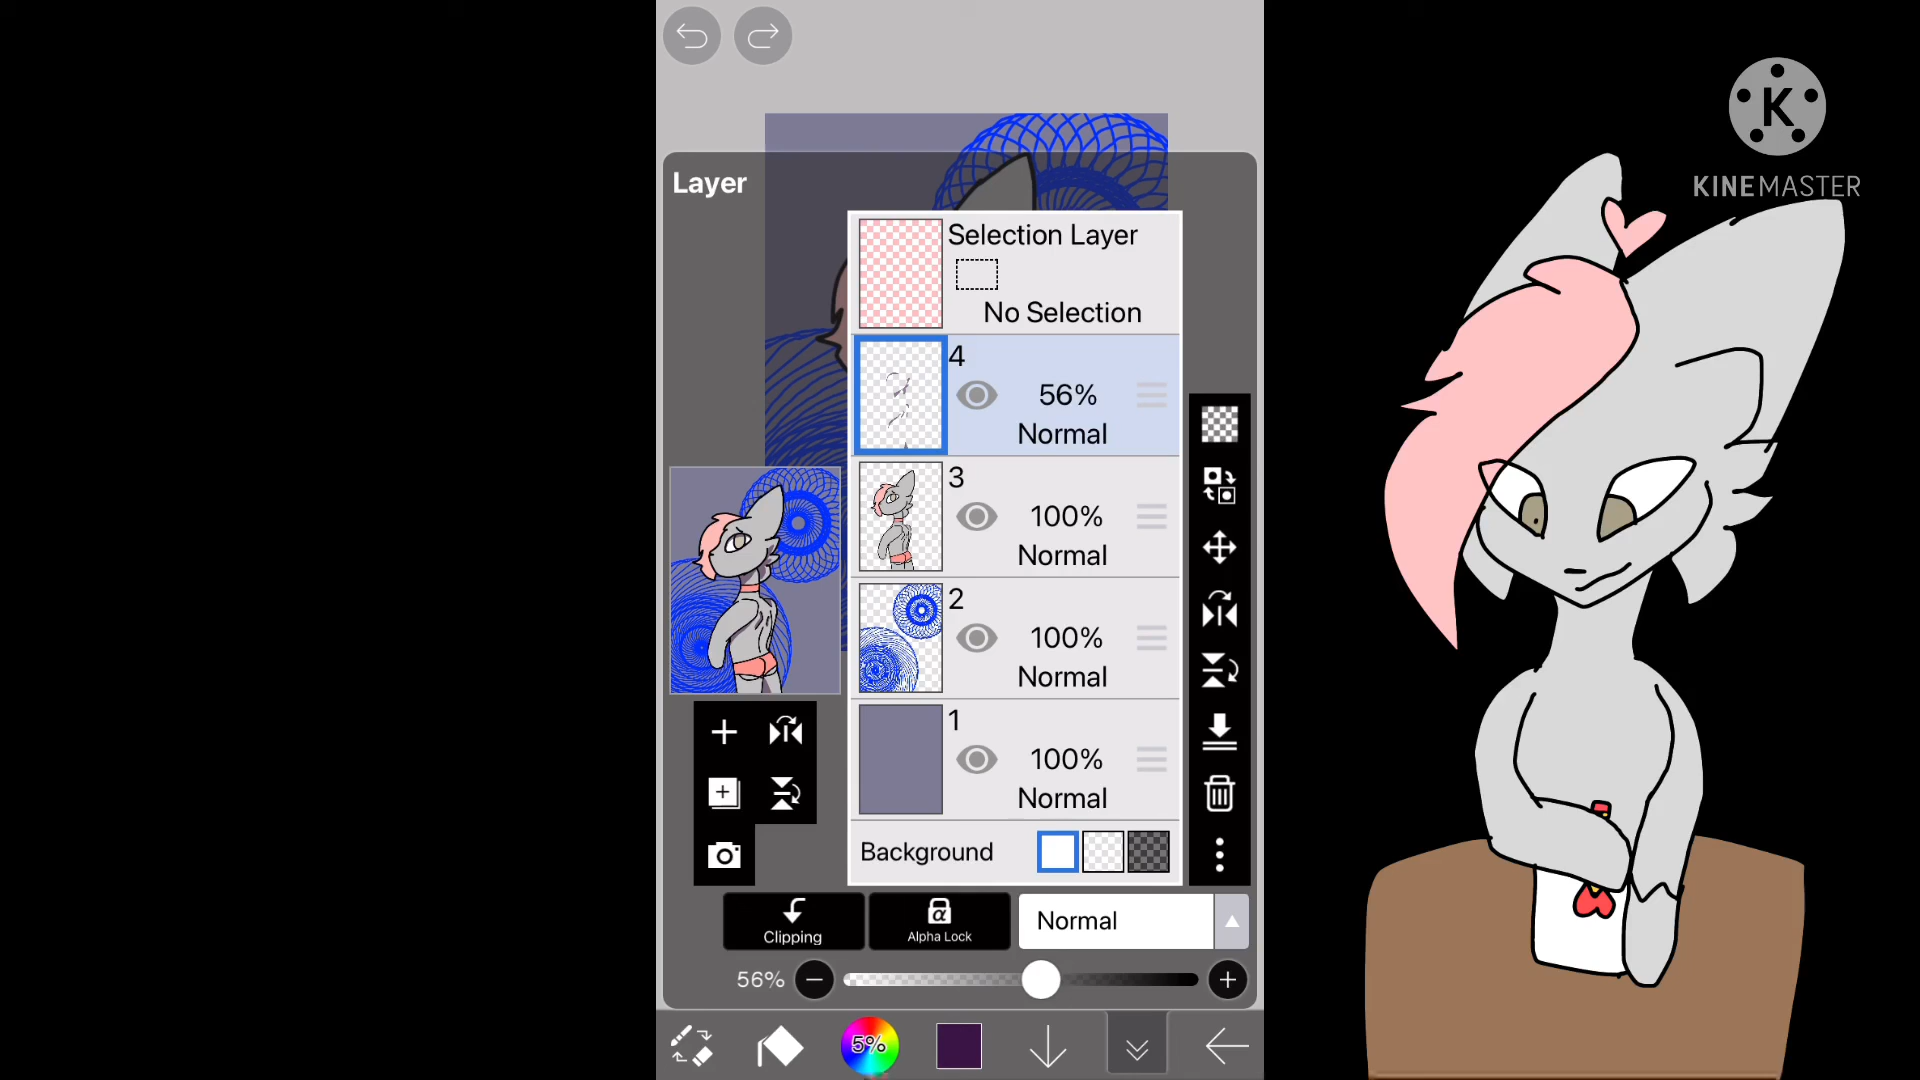 Layer
Selection Layer
No Selection
4
56%
Normal
3
100%
Normal
2
100%
Normal
1
100%
Normal
Background
Clipping
α
Alpha Lock
Normal
56%
5%
K
KINEMASTER